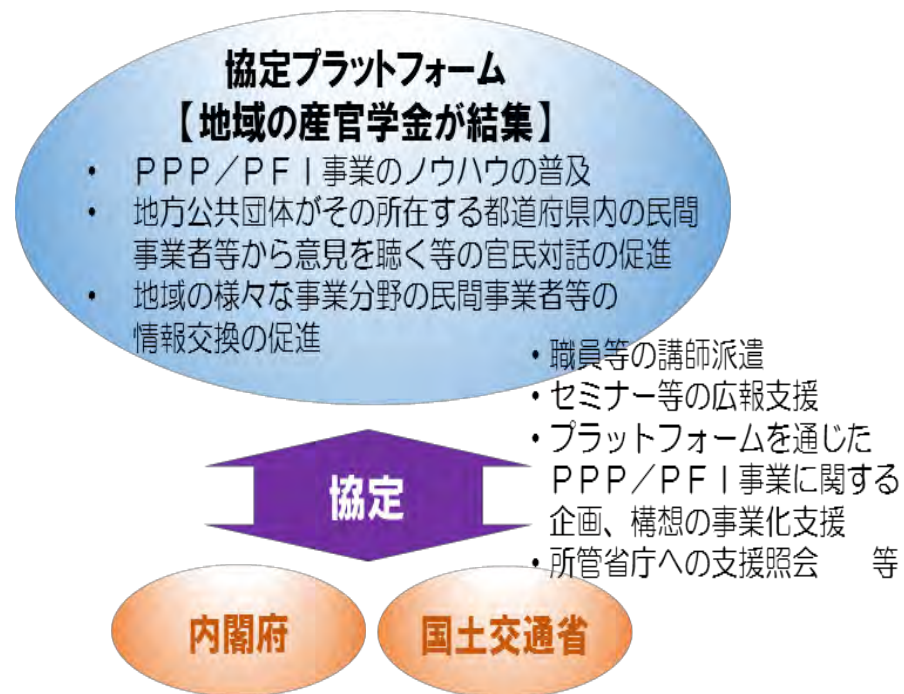 協定プラットフォーム
【地域の産官学金が結集】
・ ＰＰＰ／ＰＦＩ事業のノウハウの普及
・ 地方公共団体がその所在する都道府県内の民間
事業者等から意見を聴く等の官民対話の促進
・ 地域の様々な事業分野の民間事業者等の
情報交換の促進
・職員等の講師派遣
・セミナー等の広報支援
・プラットフォームを通じた
ＰＰＰ／ＰＦＩ事業に関する
企画、構想の事業化支援
・所管省庁への支援照会　等
協定
内閣府
国土交通省